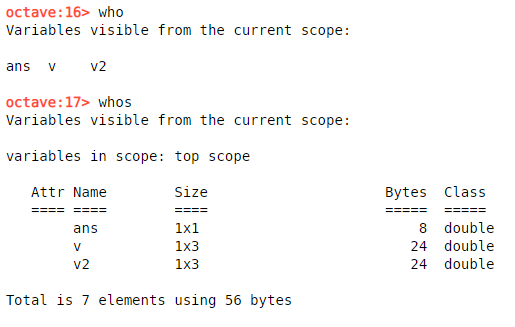 octave:16> who
Variables visible from the current scope:
ans  v    v2
octave:17> whos
Variables visible from the current scope:
variables in scope: top scope
   Attr Name        Size                     Bytes  Class
   ==== ====        ====                     =====  =====
        ans         1x1                          8  double
        v           1x3                         24  double
        v2          1x3                         24  double
Total is 7 elements using 56 bytes